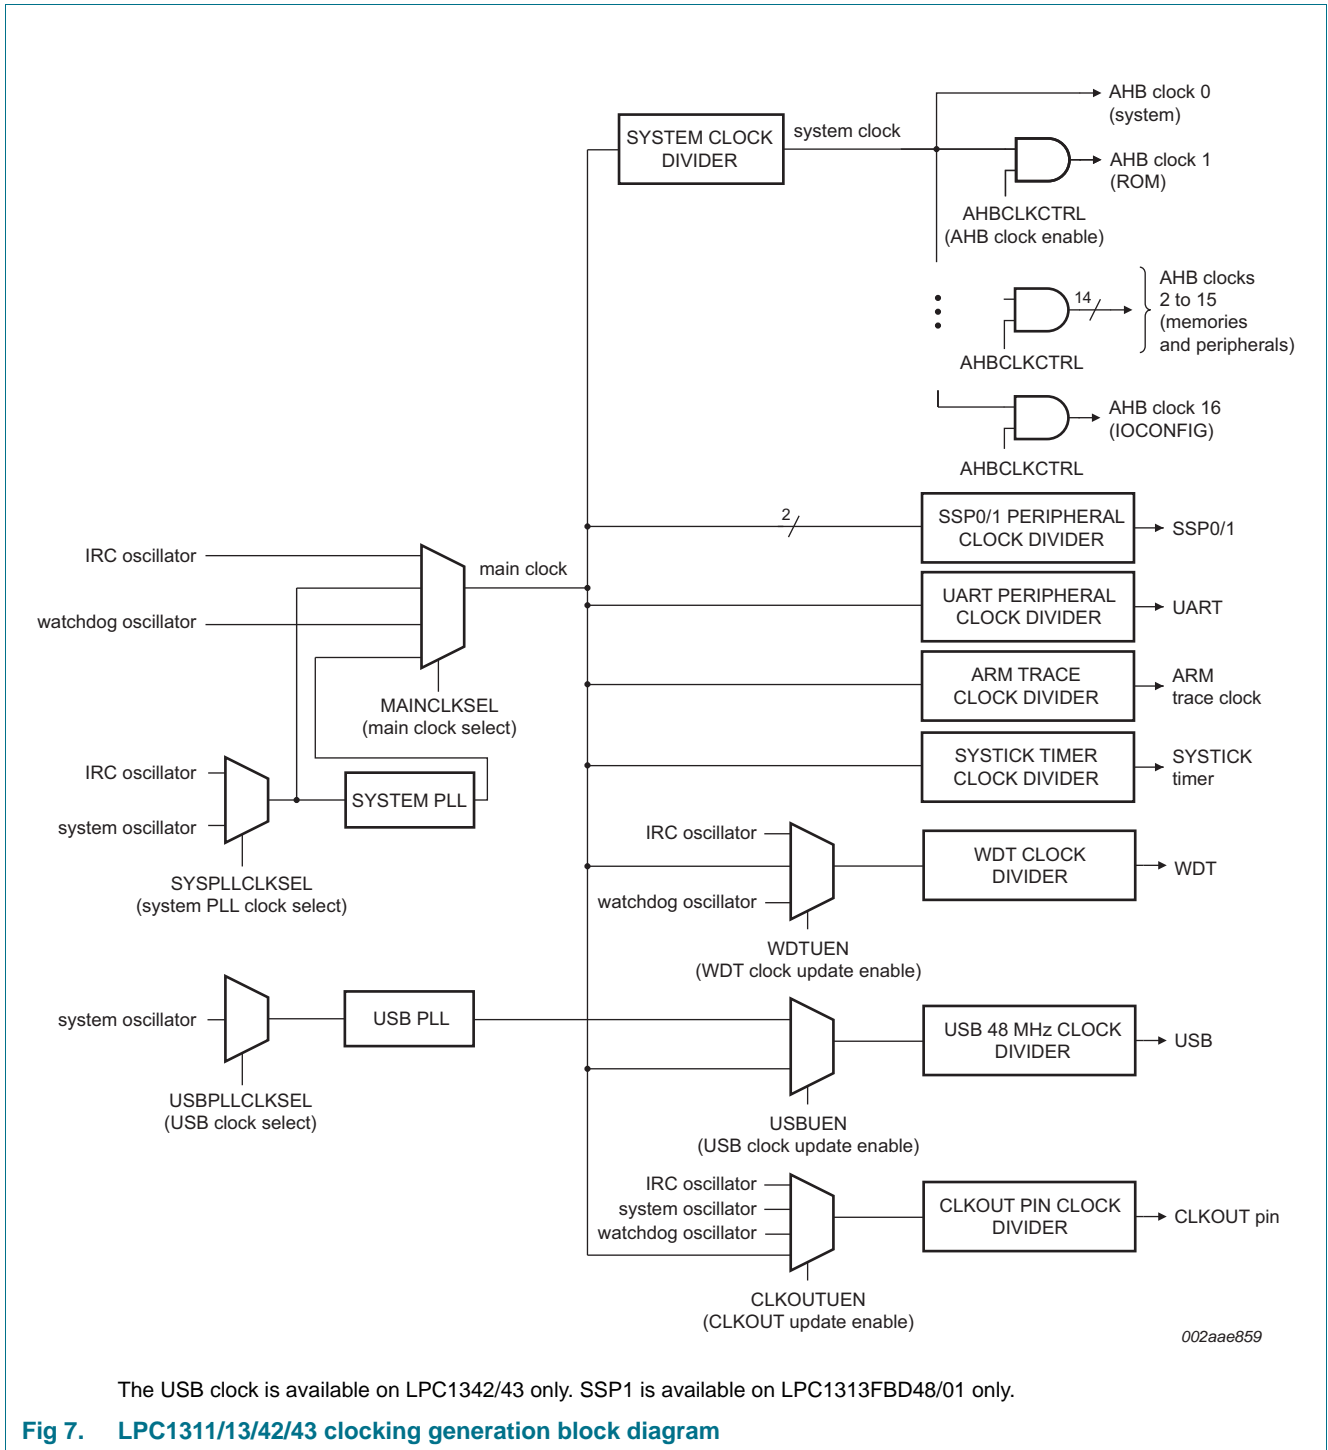 AHB clock 0
(system)
SYSTEM CLOCK
DIVIDER
system clock
AHB clock 1
(ROM)
AHBCLKCTRL
(AHB clock enable)
14
AHB clocks
2 to 15
(memories
and peripherals)
AHBCLKCTRL
AHB clock 16
(IOCONFIG)
AHBCLKCTRL
2
SSP0/1 PERIPHERAL
CLOCK DIVIDER
SSP0/1
IRC oscillator
main clock
watchdog oscillator
UART PERIPHERAL
CLOCK DIVIDER
UART
MAINCLKSEL
(main clock select)
ARM TRACE
CLOCK DIVIDER
ARM
trace clock
IRC oscillator
system oscillator
SYSTEM PLL
SYSPLLCLKSEL
(system PLL clock select)
SYSTICK TIMER
CLOCK DIVIDER
SYSTICK
timer
IRC oscillator
watchdog oscillator
WDT CLOCK
DIVIDER
WDT
WDTUEN
(WDT clock update enable)
system oscillator
USB PLL
USBPLLCLKSEL
(USB clock select)
USB 48 MHz CLOCK
DIVIDER
USB
USBUEN
(USB clock update enable)
IRC oscillator
system oscillator
watchdog oscillator
CLKOUT PIN CLOCK
DIVIDER
CLKOUT pin
CLKOUTUEN
(CLKOUT update enable)
002aae859
The USB clock is available on LPC1342/43 only. SSP1 is available on LPC1313FBD48/01 only.
Fig 7. LPC1311/13/42/43 clocking generation block diagram